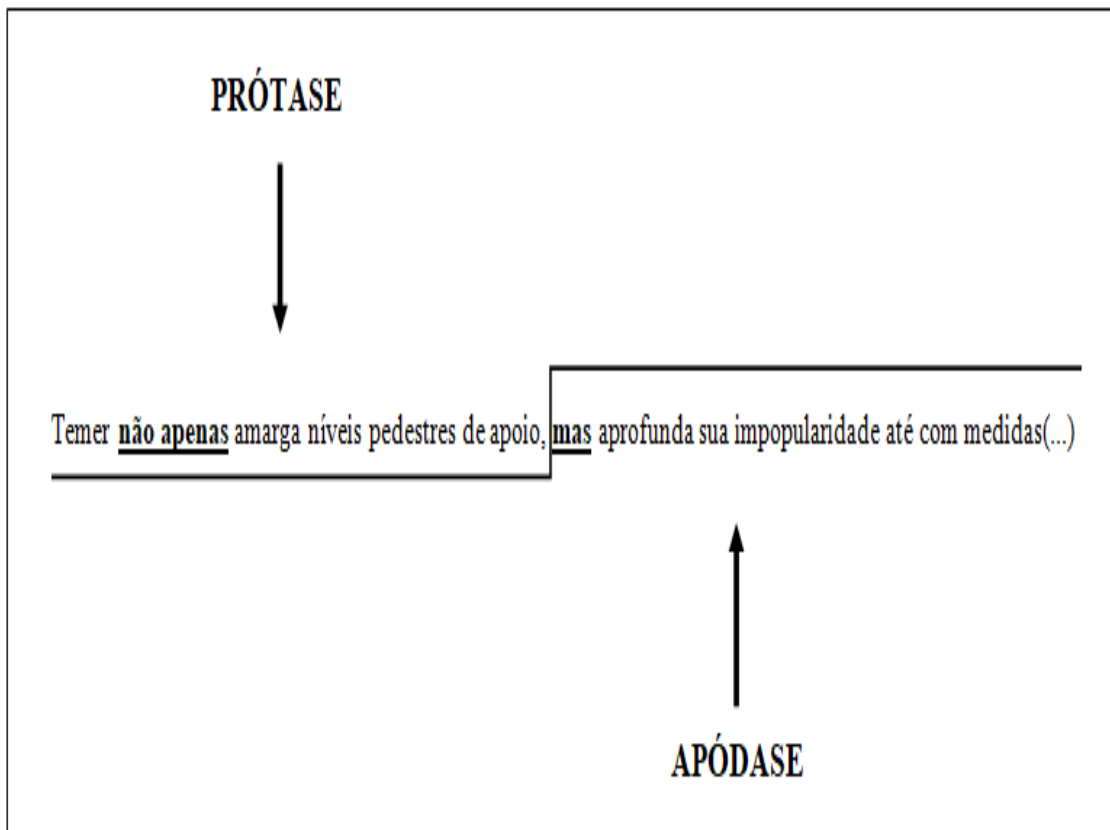 PRÓTASE
Temer não apenas amarga níveis pedestres de apoio, mas aprofunda sua impopularidade até com medidas(...)
APÓDASE